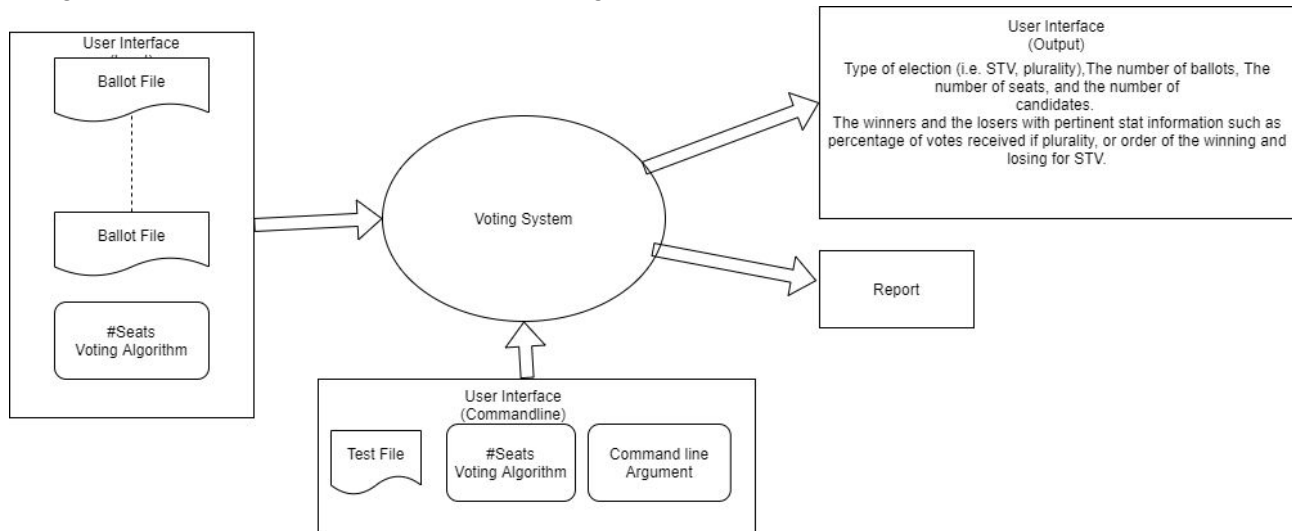 User Interface
Ballot File
Ballot File
#Seats
Voting Algorithm
Voting System
User Interface
(Output)
Type of election (i.e. STV, plurality),The number of ballots, The
number of seats, and the number of
candidates.
The winners and the losers with pertinent stat information such as
percentage of votes received if plurality, or order of the winning and
losing for STV.
Report
User Interface
(Commandline)
Test File
#Seats
Voting Algorithm
Command line
Argument